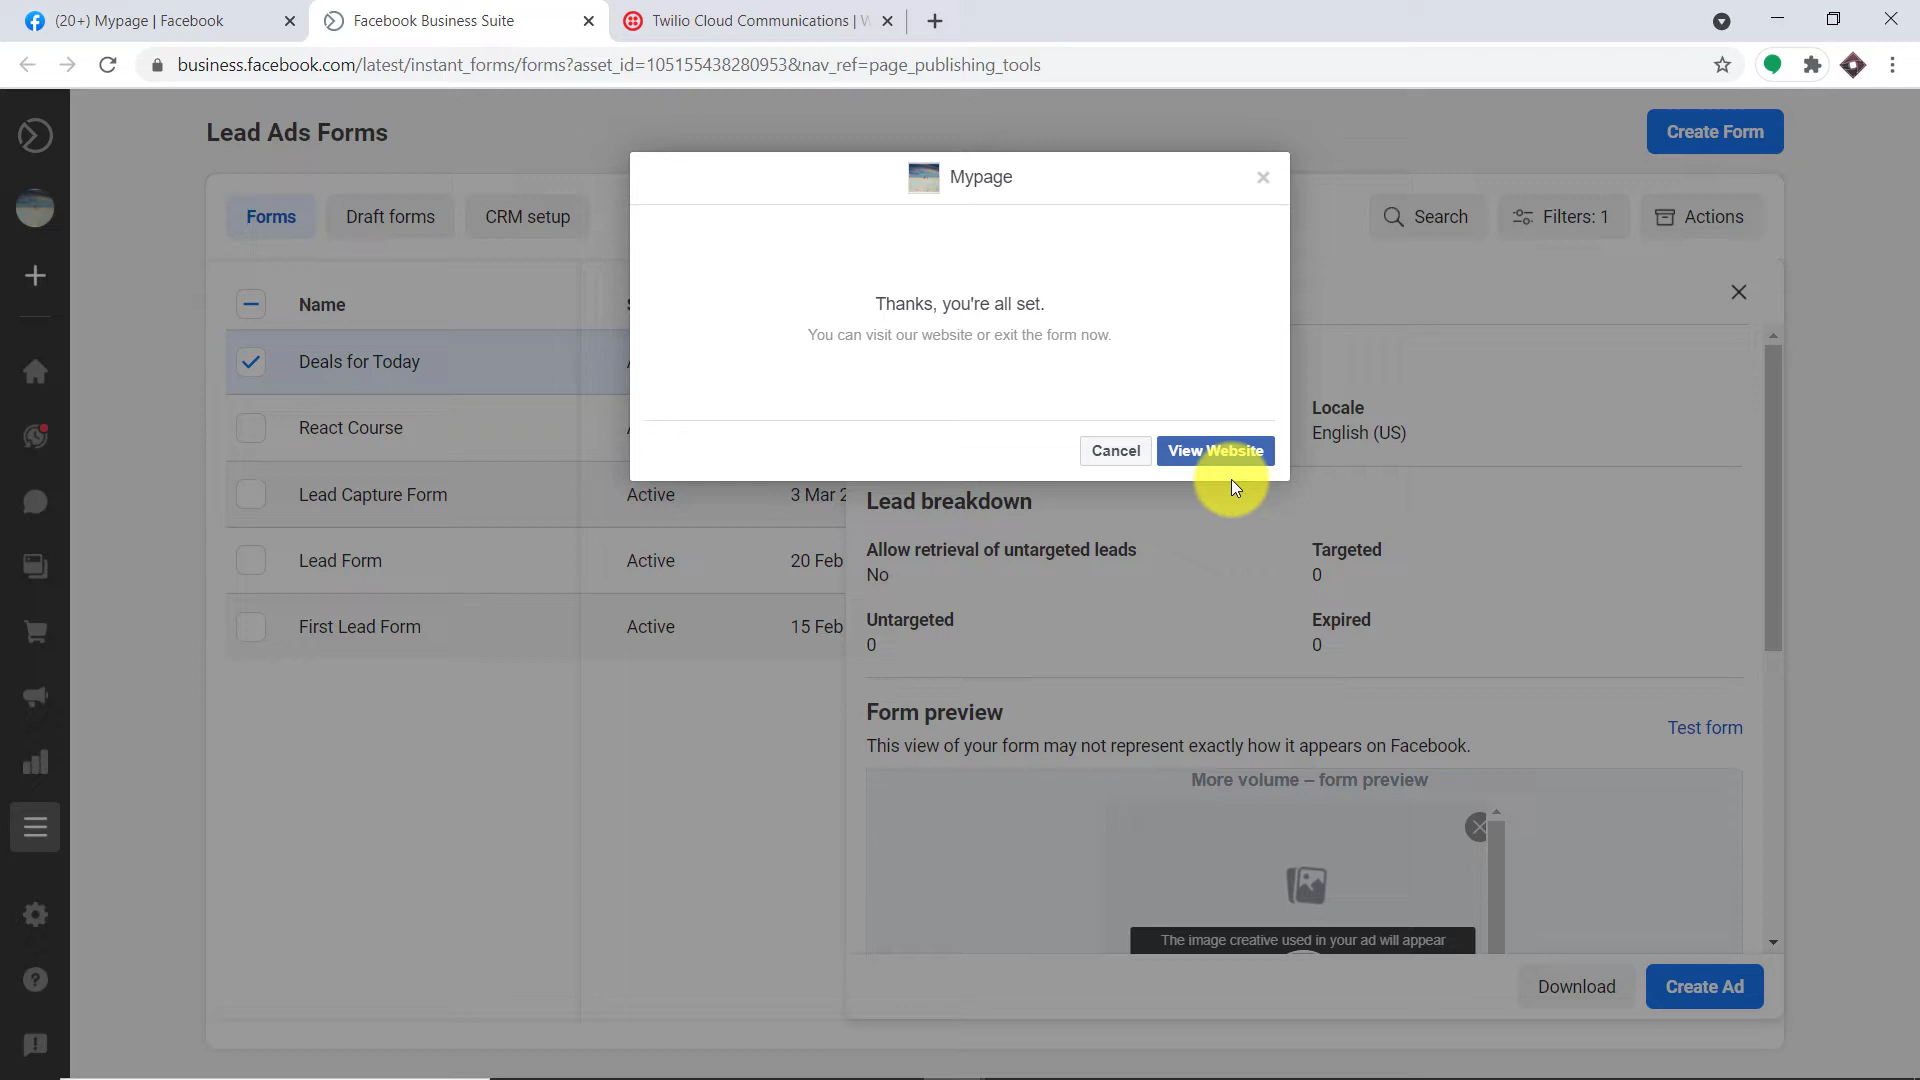 (20+) Mypage | Facebook
Facebook Business Suite
Twilio Cloud Communications |
business.facebook.com/latest/instant_forms/forms?asset_id=105155438280953&nav_ref=page_publishing_tools
Lead Ads Forms
Create Form
Mypage
Forms
Draft forms
CRM setup
Search
Filters: 1
Actions
Thanks, you're all set.
You can visit our website or exit the form now.
Name
Deals for Today
Cancel
View Website
Locale
English (US)
React Course
Lead Capture Form
Active
3 Mar
Lead breakdown
Allow retrieval of untargeted leads
No
Targeted
0
Lead Form
Active
20 Feb
Untargeted
0
Expired
0
First Lead Form
Active
15 Feb
Form preview
Test form
This view of your form may not represent exactly how it appears on Facebook.
More volume – form preview
The image creative used in your ad will appear
Download
Create Ad